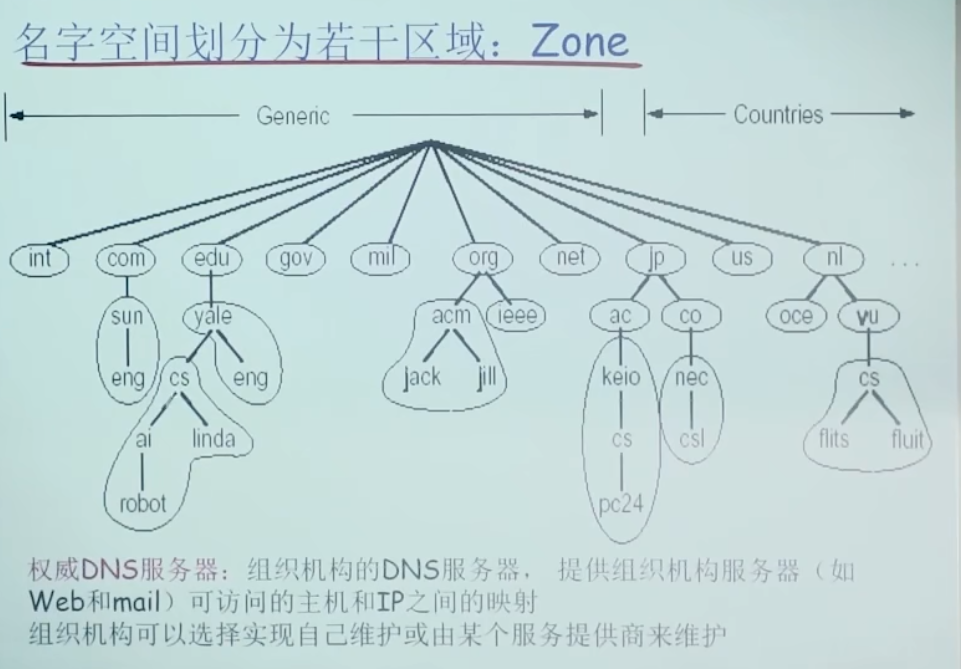 名字空间划分为若干区域：Zone
Generic
Countries
int com edu gov mil org net jp us nl ...
sun yale acm ieee ac co oce vu
eng cs eng jack jill keio nec cs
ai linda cs csl flits fluit
robot pc24
权威DNS服务器：组织机构的DNS服务器， 提供组织机构服务器（如
Web和mail）可访问的主机和IP之间的映射
组织机构可以选择实现自己维护或由某个服务提供商来维护